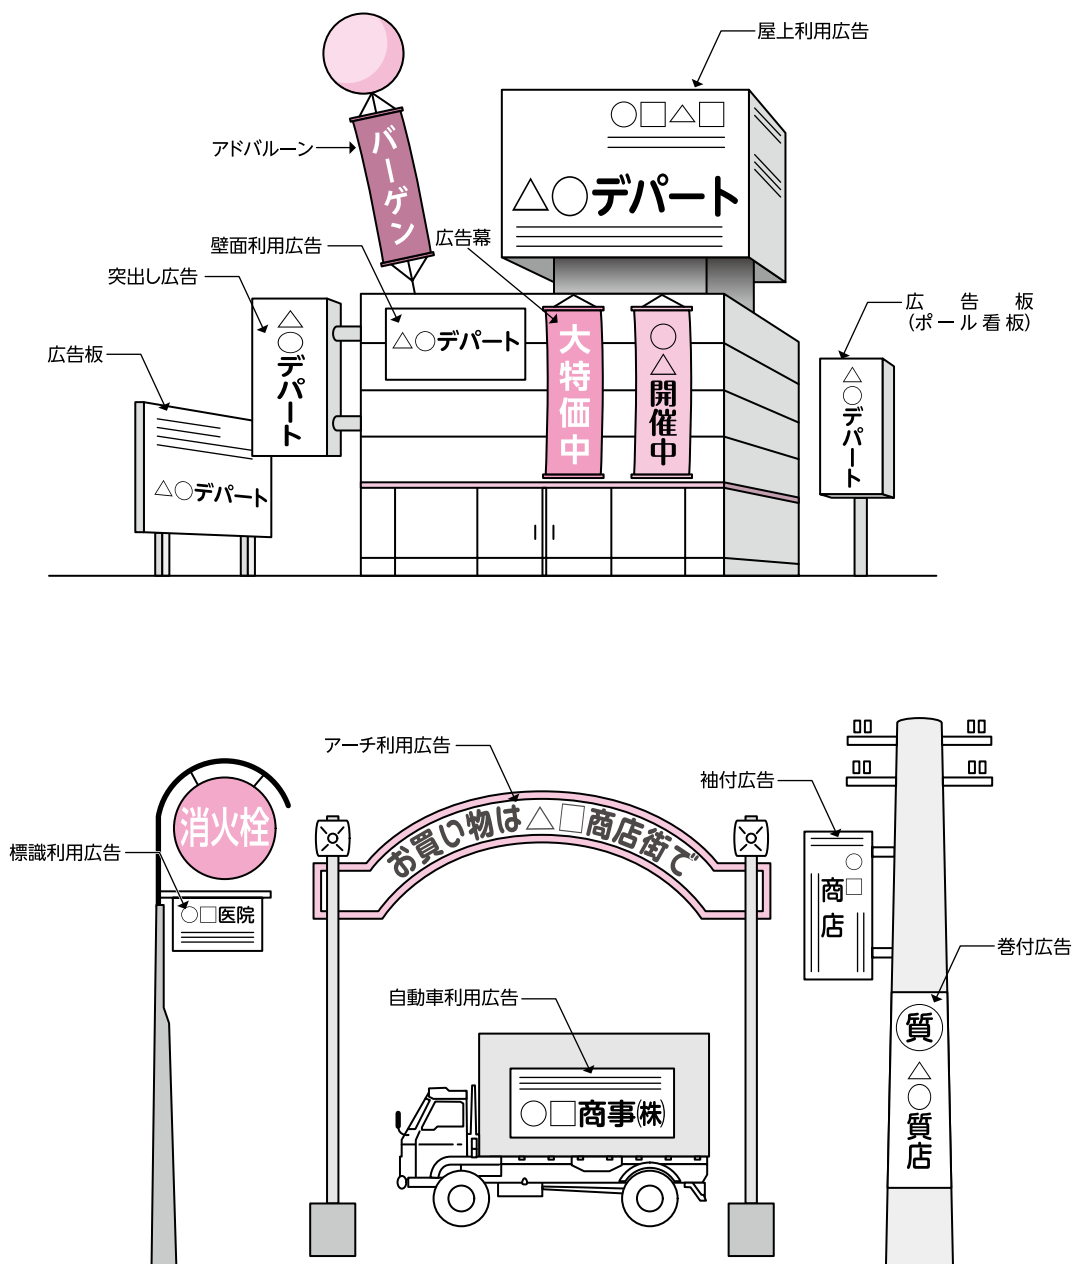 屋上利用広告
○□△□
△○デパート
アドバルーン
バーゲン
壁面利用広告
広告幕
突出し広告
△○デパート
△○デパート
大特価中
○△開催中
広告板
(ポール看板)
△○デパート
広告板
△○デパート
アーチ利用広告
お買い物は△□商店街で
袖付広告
○□商店
消火栓
標識利用広告
○□医院
巻付広告
質
△○質店
自動車利用広告
○□商事(株)